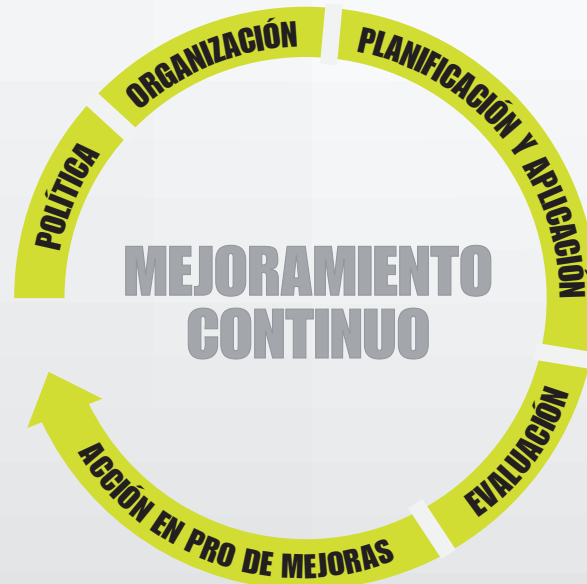 POLÍTICA
ORGANIZACIÓN
PLANIFICACIÓN Y APLICACIÓN
EVALUACIÓN
ACCIÓN EN PRO DE MEJORAS
MEJORAMIENTO
CONTINUO